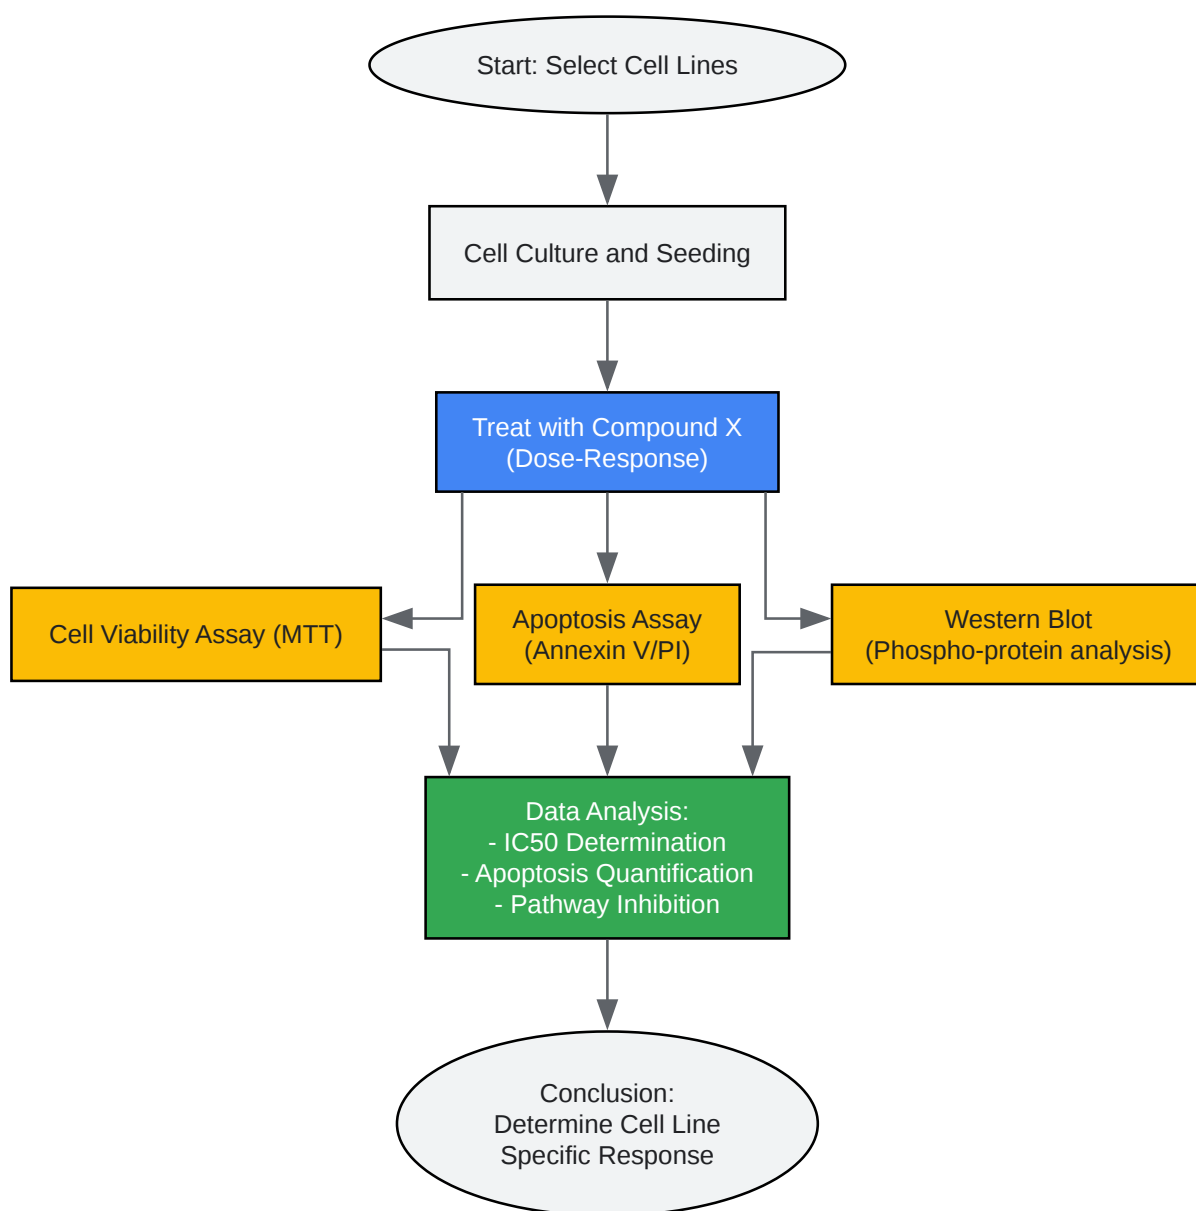 Start: Select Cell Lines
Cell Culture and Seeding
Treat with Compound X
(Dose-Response)
Cell Viability Assay (MTT)
Apoptosis Assay
(Annexin V/PI)
Western Blot
(Phospho-protein analysis)
Data Analysis:
- IC50 Determination
- Apoptosis Quantification
- Pathway Inhibition
Conclusion:
Determine Cell Line
Specific Response